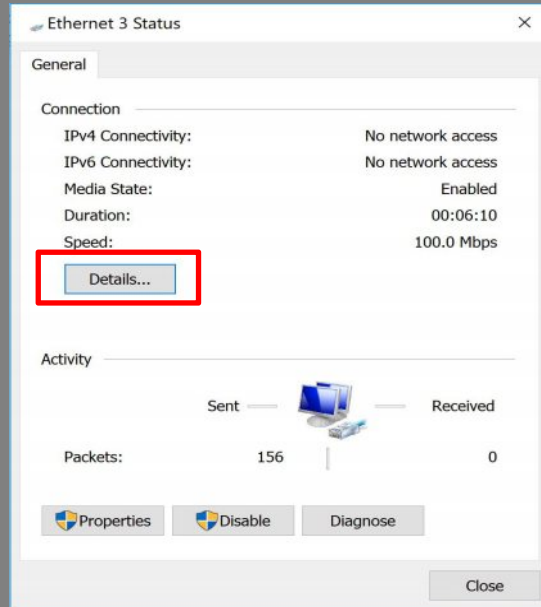 Ethernet 3 Status
General
Connection
IPv4 Connectivity: No network access
IPv6 Connectivity: No network access
Media State: Enabled
Duration: 00:06:10
Speed: 100.0 Mbps
Details...
Activity
Sent Received
Packets: 156 0
Properties Disable Diagnose
Close